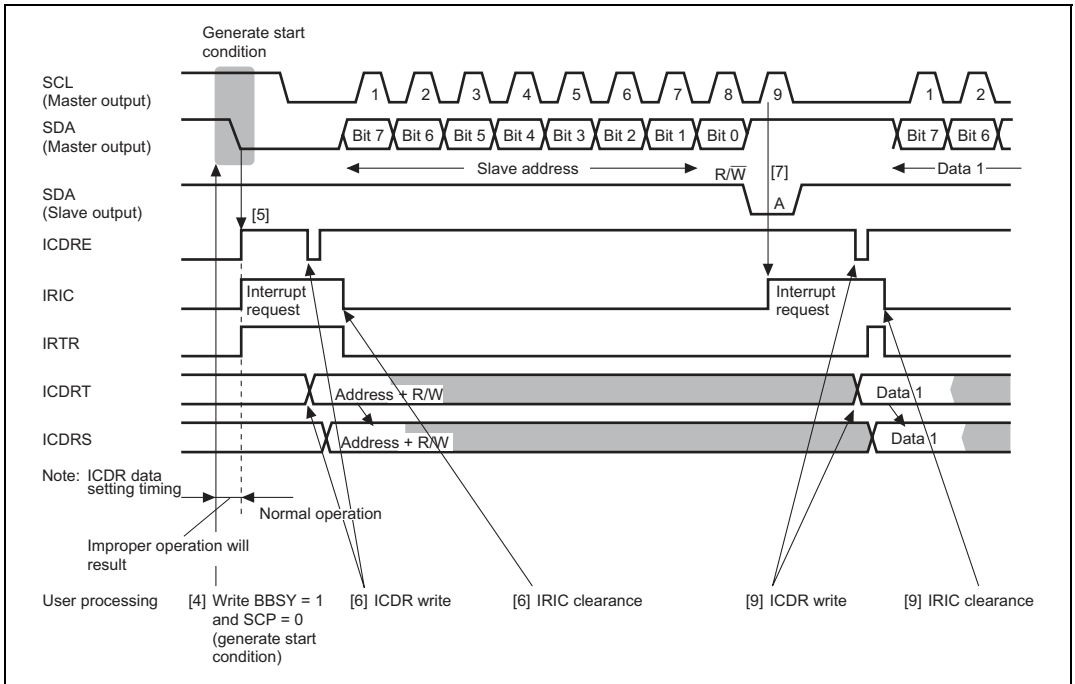 Generate start
condition
SCL
(Master output)
1 2 3 4 5 6 7 8 9 1 2
SDA
(Master output)
Bit 7 Bit 6 Bit 5 Bit 4 Bit 3 Bit 2 Bit 1 Bit 0 Bit 7 Bit 6
Slave address R/W [7] Data 1
SDA
(Slave output)
A
[5]
ICDRE
IRIC
Interrupt
request
Interrupt
request
IRTR
ICDRT
Address + R/W
Data 1
ICDRS
Address + R/W
Data 1
Note: ICDR data
setting timing
Normal operation
Improper operation will
result
User processing
[4] Write BBSY = 1
and SCP = 0
(generate start
condition)
[6] ICDR write
[6] IRIC clearance
[9] ICDR write
[9] IRIC clearance